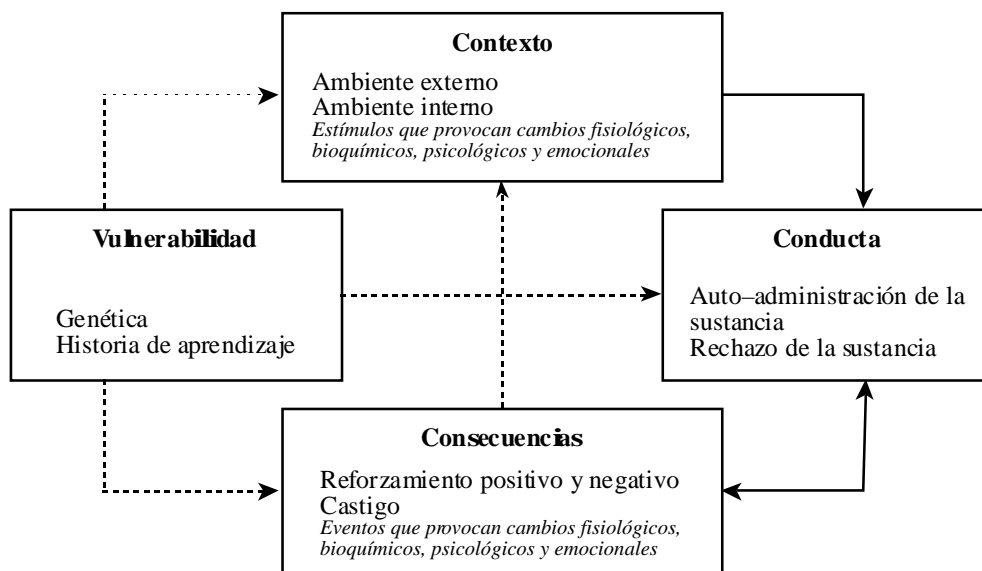 Contexto
Ambiente externo
Ambiente interno
Estímulos que provocan cambios fisiológicos,
bioquímicos, psicológicos y emocionales
Vulnerabilidad
Genética
Historia de aprendizaje
Conducta
Auto–administración de la
sustancia
Rechazo de la sustancia
Consecuencias
Reforzamiento positivo y negativo
Castigo
Eventos que provocan cambios fisiológicos,
bioquímicos, psicológicos y emocionales